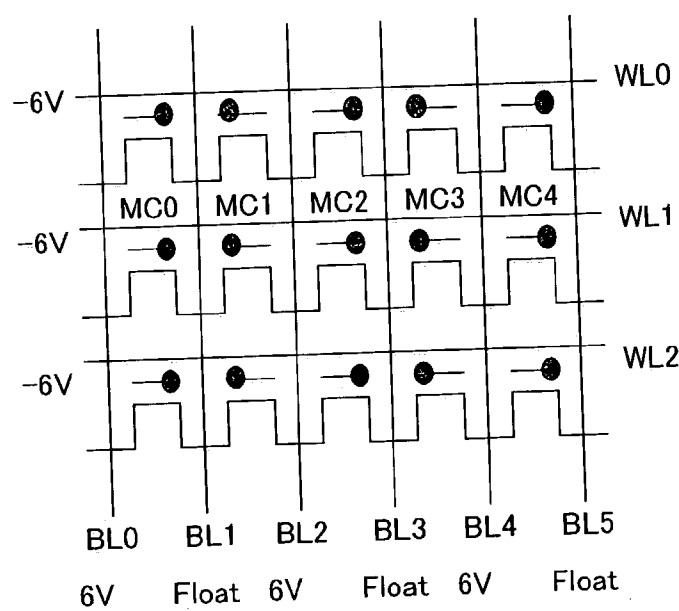 WL0
-6V
MC0 MC1 MC2 MC3 MC4
WL1
-6V
WL2
-6V
BL0 BL1 BL2 BL3 BL4 BL5
6V Float 6V Float 6V Float